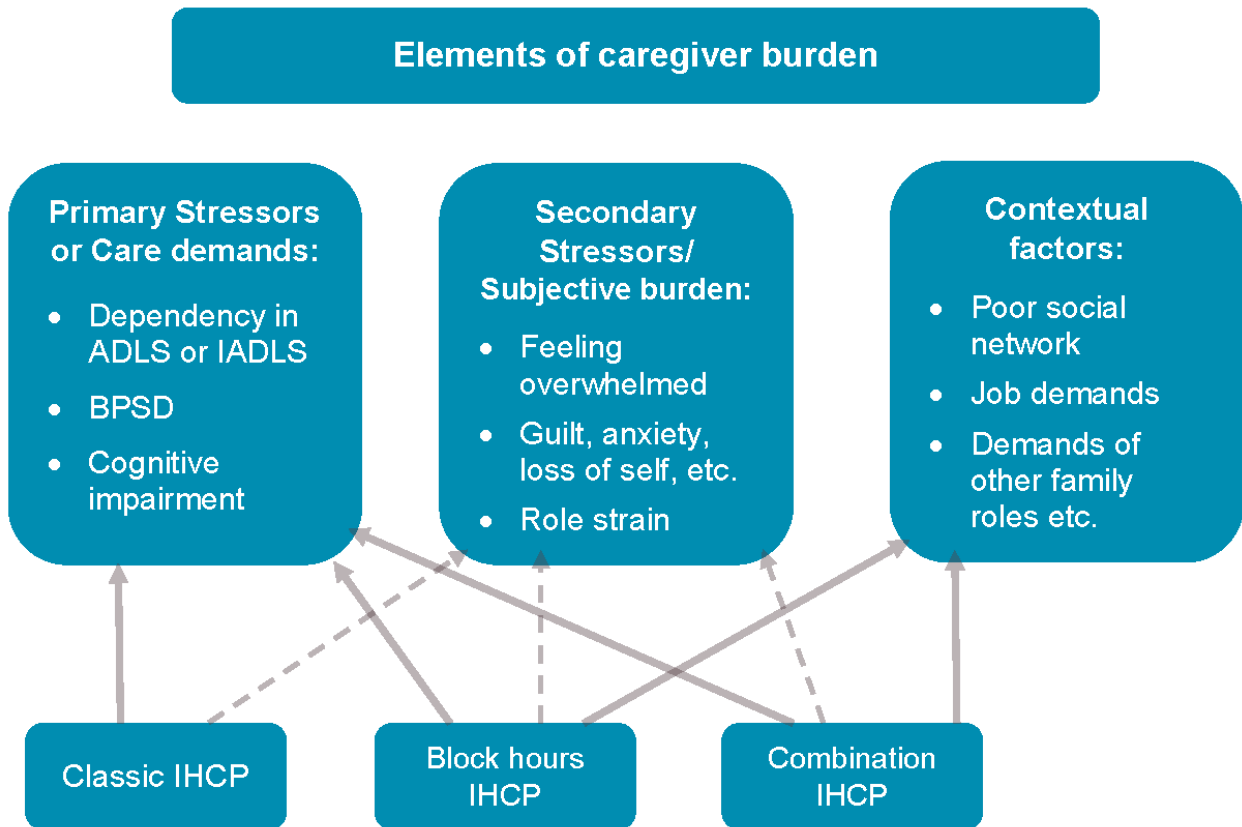 Elements of caregiver burden
Primary Stressors
or Care demands:
• Dependency in
ADLS or IADLS
• BPSD
• Cognitive
impairment
Secondary
Stressors/
Subjective burden:
• Feeling
overwhelmed
• Guilt, anxiety,
loss of self, etc.
• Role strain
Contextual
factors:
• Poor social
network
• Job demands
• Demands of
other family
roles etc.
Classic IHCP
Block hours
IHCP
Combination
IHCP